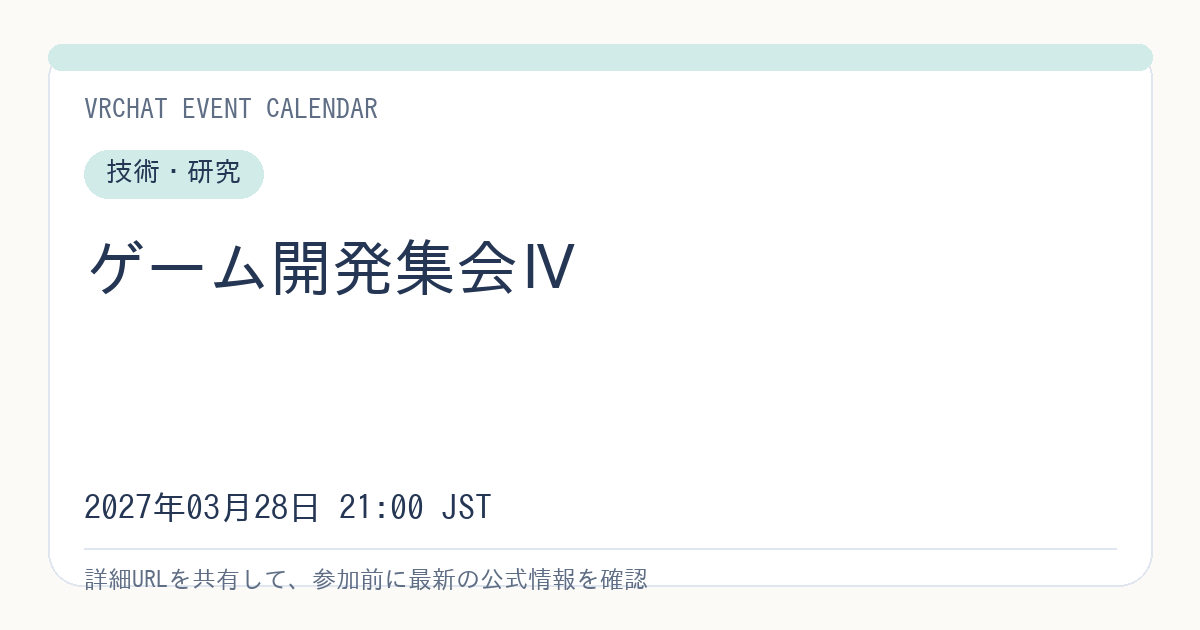 VRCHAT EVENT CALENDAR
技術・研究
ゲーム開発集会Ⅳ
2027年03月28日 21:00 JST
詳細URLを共有して、参加前に最新の公式情報を確認